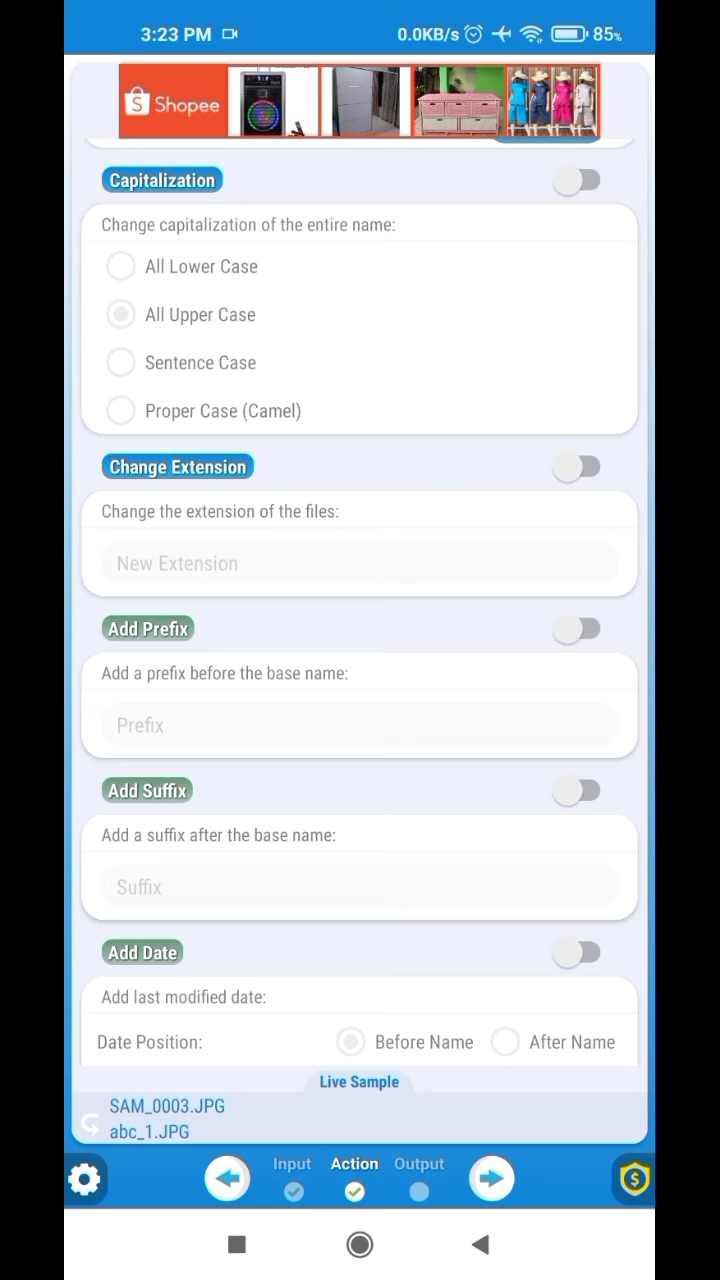 3:23 PM 0.0KB/s 85%
Shopee
Capitalization
Change capitalization of the entire name:
All Lower Case
All Upper Case
Sentence Case
Proper Case (Camel)
Change Extension
Change the extension of the files:
New Extension
Add Prefix
Add a prefix before the base name:
Prefix
Add Suffix
Add a suffix after the base name:
Suffix
Add Date
Add last modified date:
Date Position: Before Name After Name
Live Sample
SAM_0003.JPG
abc_1.JPG
Input Action Output